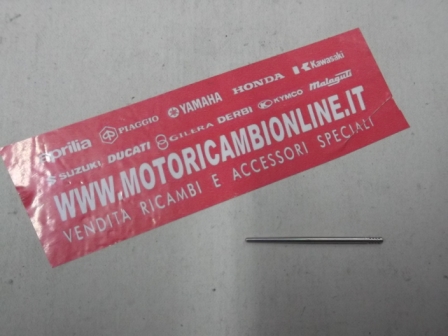 aprilia PIAGGIO YAMAHA HONDA Kawasaki
SUZUKI DUCATI GILERA DERBI KYMCO Malaguti
WWW.MOTORICAMBIONLINE.IT
VENDITA RICAMBI E ACCESSORI SPECIALI